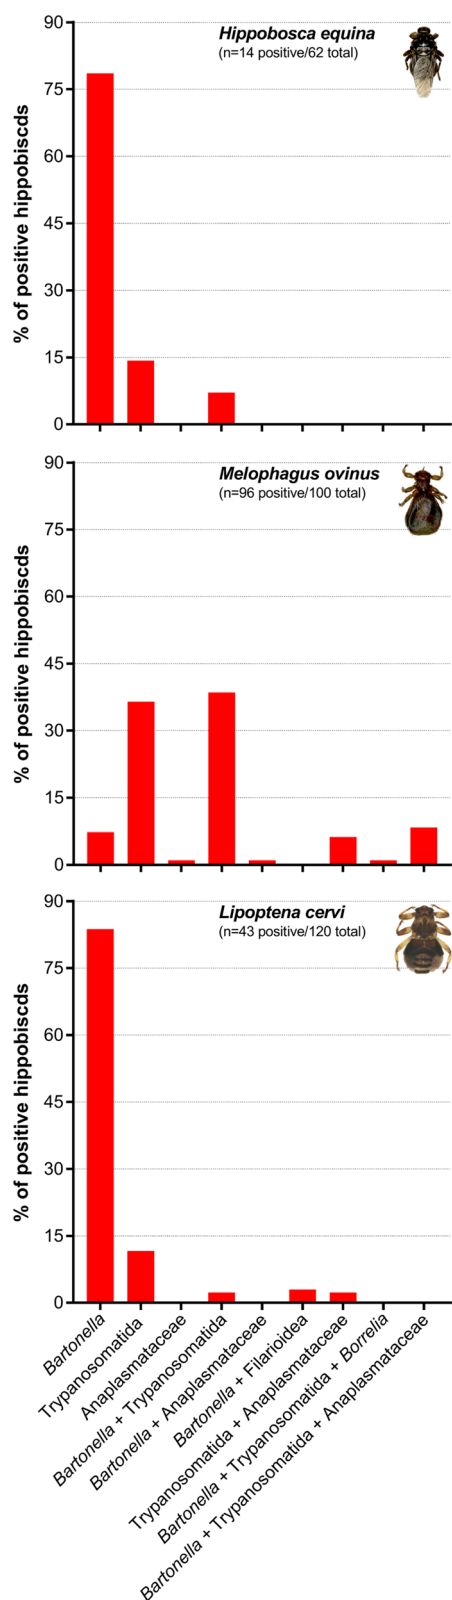 Hippobosca equina
(n=14 positive/62 total)
% of positive hippobiscds
90
75
60
45
30
15
0
Melophagus ovinus
(n=96 positive/100 total)
% of positive hippobiscds
90
75
60
45
30
15
0
Lipoptena cervi
(n=43 positive/120 total)
% of positive hippobiscds
90
75
60
45
30
15
0
Bartonella
Trypanosomatida
Anaplasmataceae
Bartonella + Trypanosomatida
Bartonella + Anaplasmataceae
Bartonella + Filarioidea
Trypanosomatida + Anaplasmataceae
Bartonella + Trypanosomatida + Borrelia
Bartonella + Trypanosomatida + Anaplasmataceae